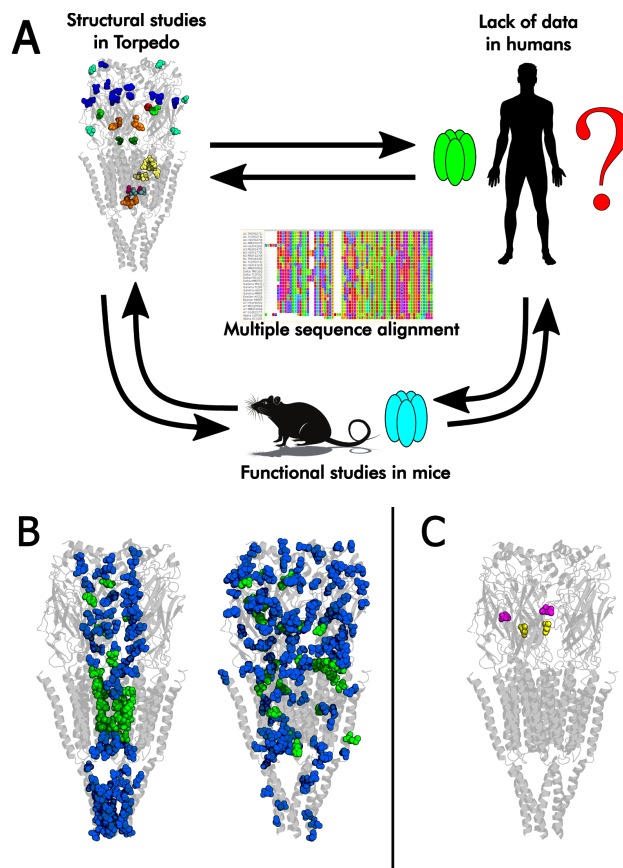 A
Structural studies
in Torpedo
Lack of data
in humans
?
Multiple sequence alignment
Functional studies in mice
B
C